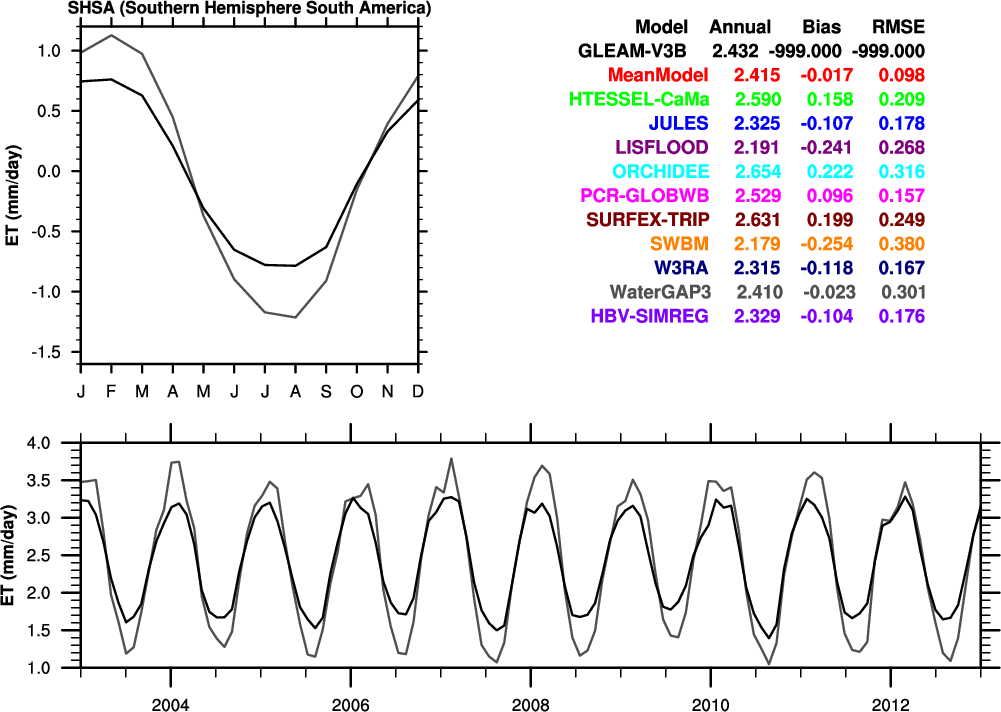 SHSA (Southern Hemisphere South America)
1.0
0.5
0.0
-0.5
-1.0
-1.5
ET (mm/day)
J F M A M J J A S O N D
Model Annual Bias RMSE
GLEAM-V3B 2.432 -999.000 -999.000
MeanModel 2.415 -0.017 0.098
HTESSEL-CaMa 2.590 0.158 0.209
JULES 2.325 -0.107 0.178
LISFLOOD 2.191 -0.241 0.268
ORCHIDEE 2.654 0.222 0.316
PCR-GLOBWB 2.529 0.096 0.157
SURFEX-TRIP 2.631 0.199 0.249
SWBM 2.179 -0.254 0.380
W3RA 2.315 -0.118 0.167
WaterGAP3 2.410 -0.023 0.301
HBV-SIMREG 2.329 -0.104 0.176
4.0
3.5
3.0
2.5
2.0
1.5
1.0
ET (mm/day)
2004 2006 2008 2010 2012